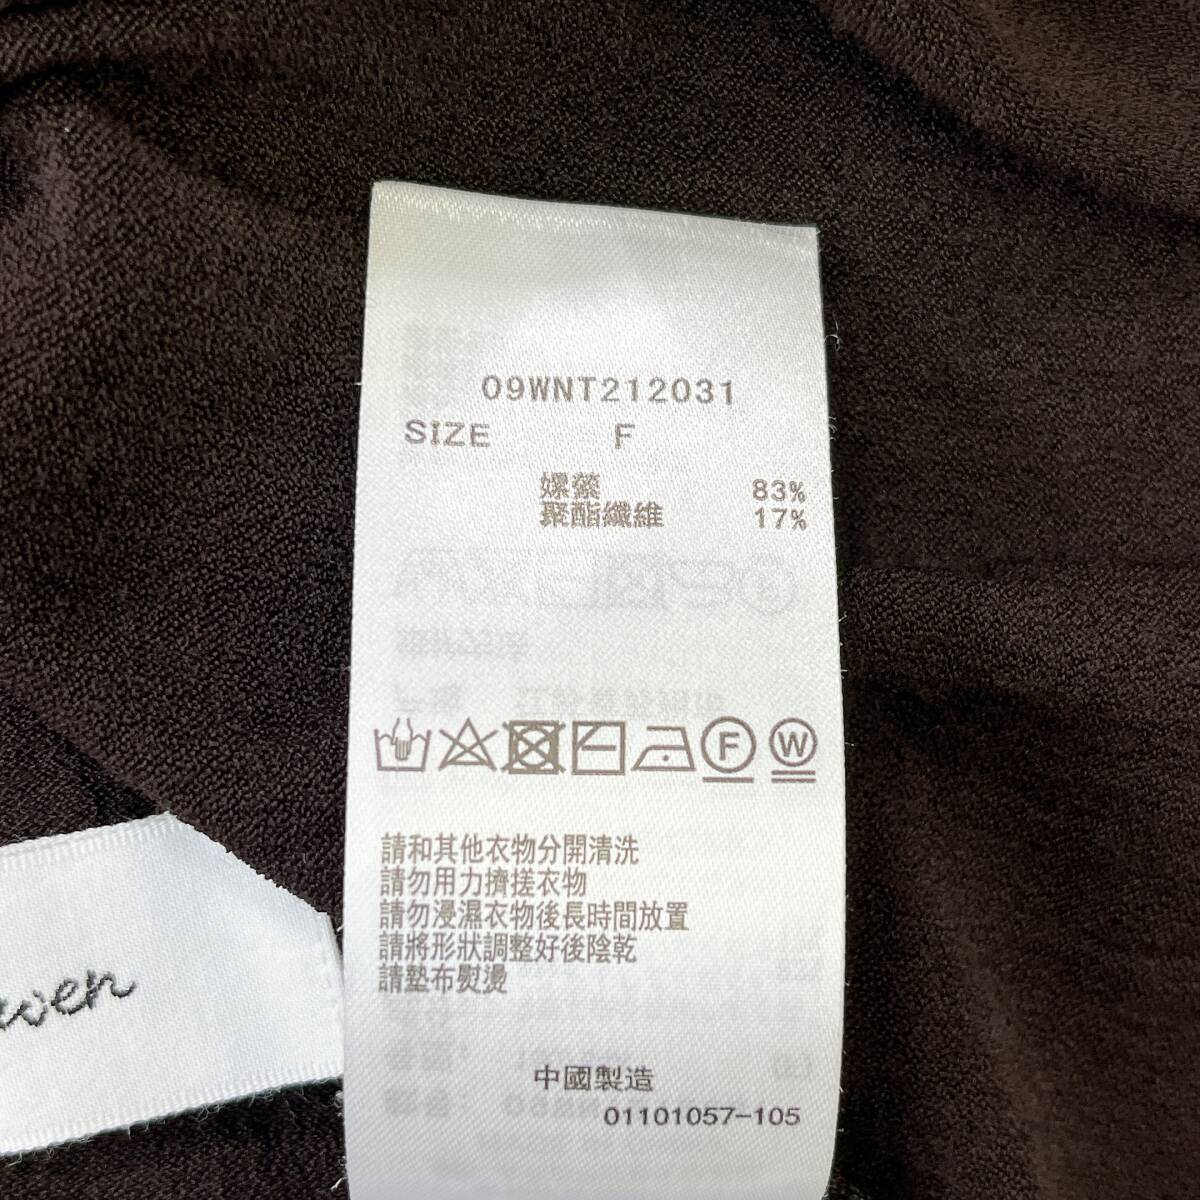 09WNT212031
SIZE F
嫘縈 83%
聚酯纖維 17%
F W
請和其他衣物分開清洗
請勿用力擠搓衣物
請勿浸濕衣物後長時間放置
請將形狀調整好後陰乾
請墊布熨燙
中國製造
01101057-105